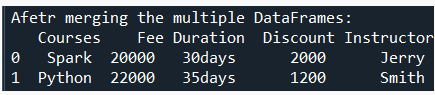 Afetr merging the multiple DataFrames:
   Courses    Fee Duration  Discount Instructor
0    Spark  20000   30days      2000      Jerry
1   Python  22000   35days      1200      Smith